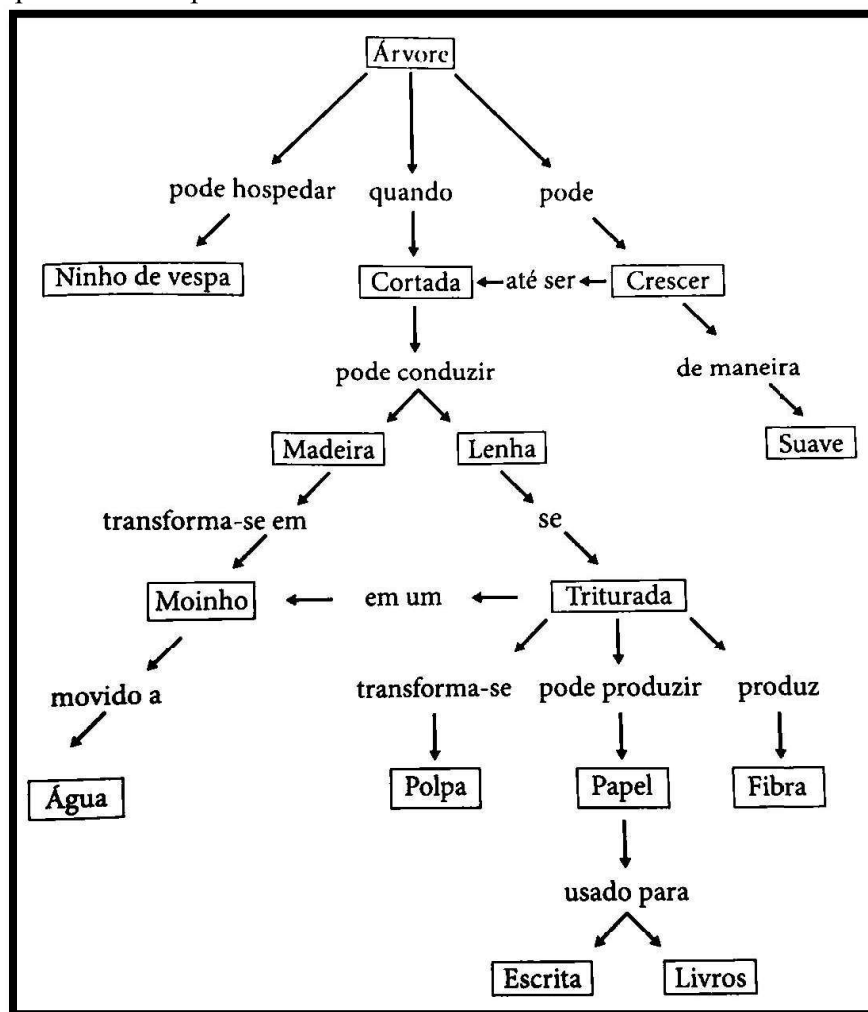 Árvore
pode hospedar quando pode
Ninho de vespa Cortada até ser Crescer
pode conduzir de maneira
Madeira Lenha Suave
transforma-se em se
Moinho em um Triturada
movido a transforma-se pode produzir produz
Água Polpa Papel Fibra
usado para
Escrita Livros